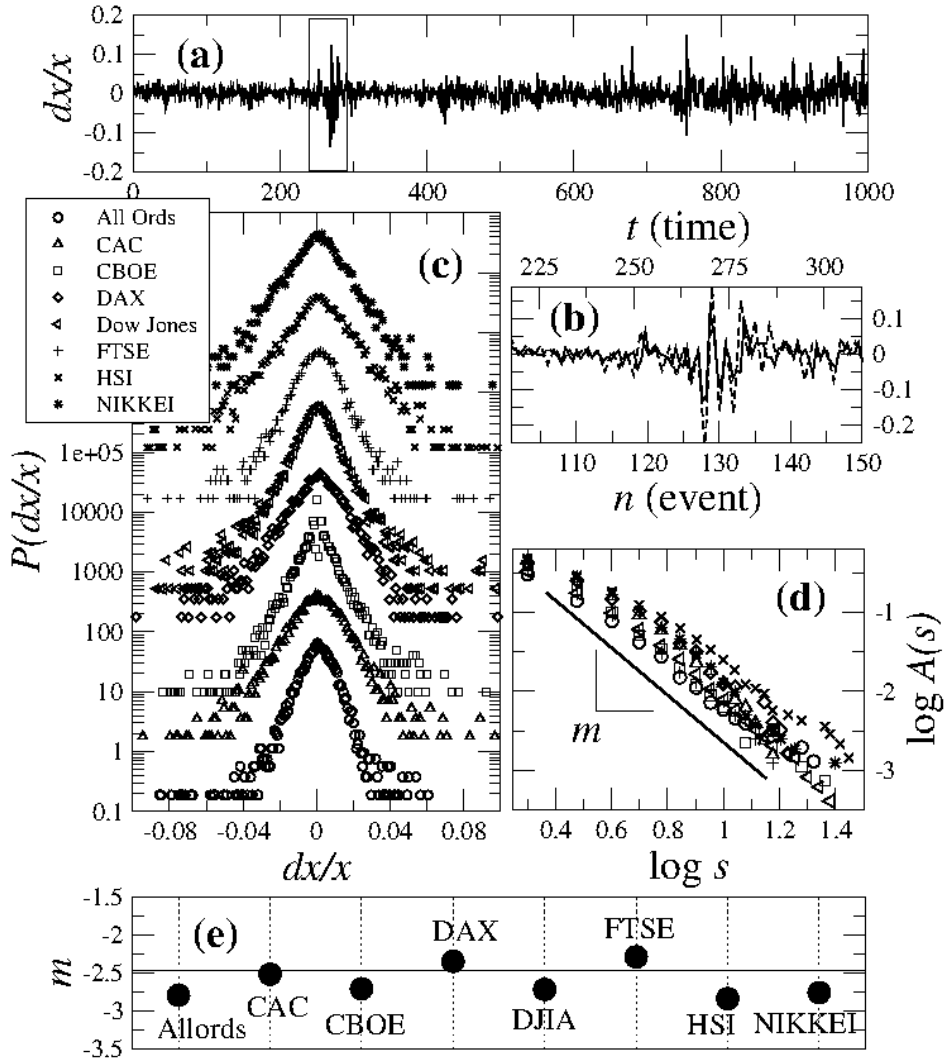 (a)
dx/x
0.2
0.1
0
-0.1
-0.2
0 200 400 600 800 1000
t (time)
All Ords
CAC
CBOE
DAX
Dow Jones
FTSE
HSI
NIKKEI
(c)
P(dx/x)
1e+05
10000
1000
100
10
1
0.1
-0.08 -0.04 0 0.04 0.08
dx/x
225 250 275 300
(b)
0.1
0
-0.1
-0.2
110 120 130 140 150
n (event)
(d)
m
-1
-2
-3
log A(s)
0.4 0.6 0.8 1 1.2 1.4
log s
(e)
m
-1.5
-2
-2.5
-3
-3.5
Allords
CAC
CBOE
DAX
DJIA
FTSE
HSI
NIKKEI